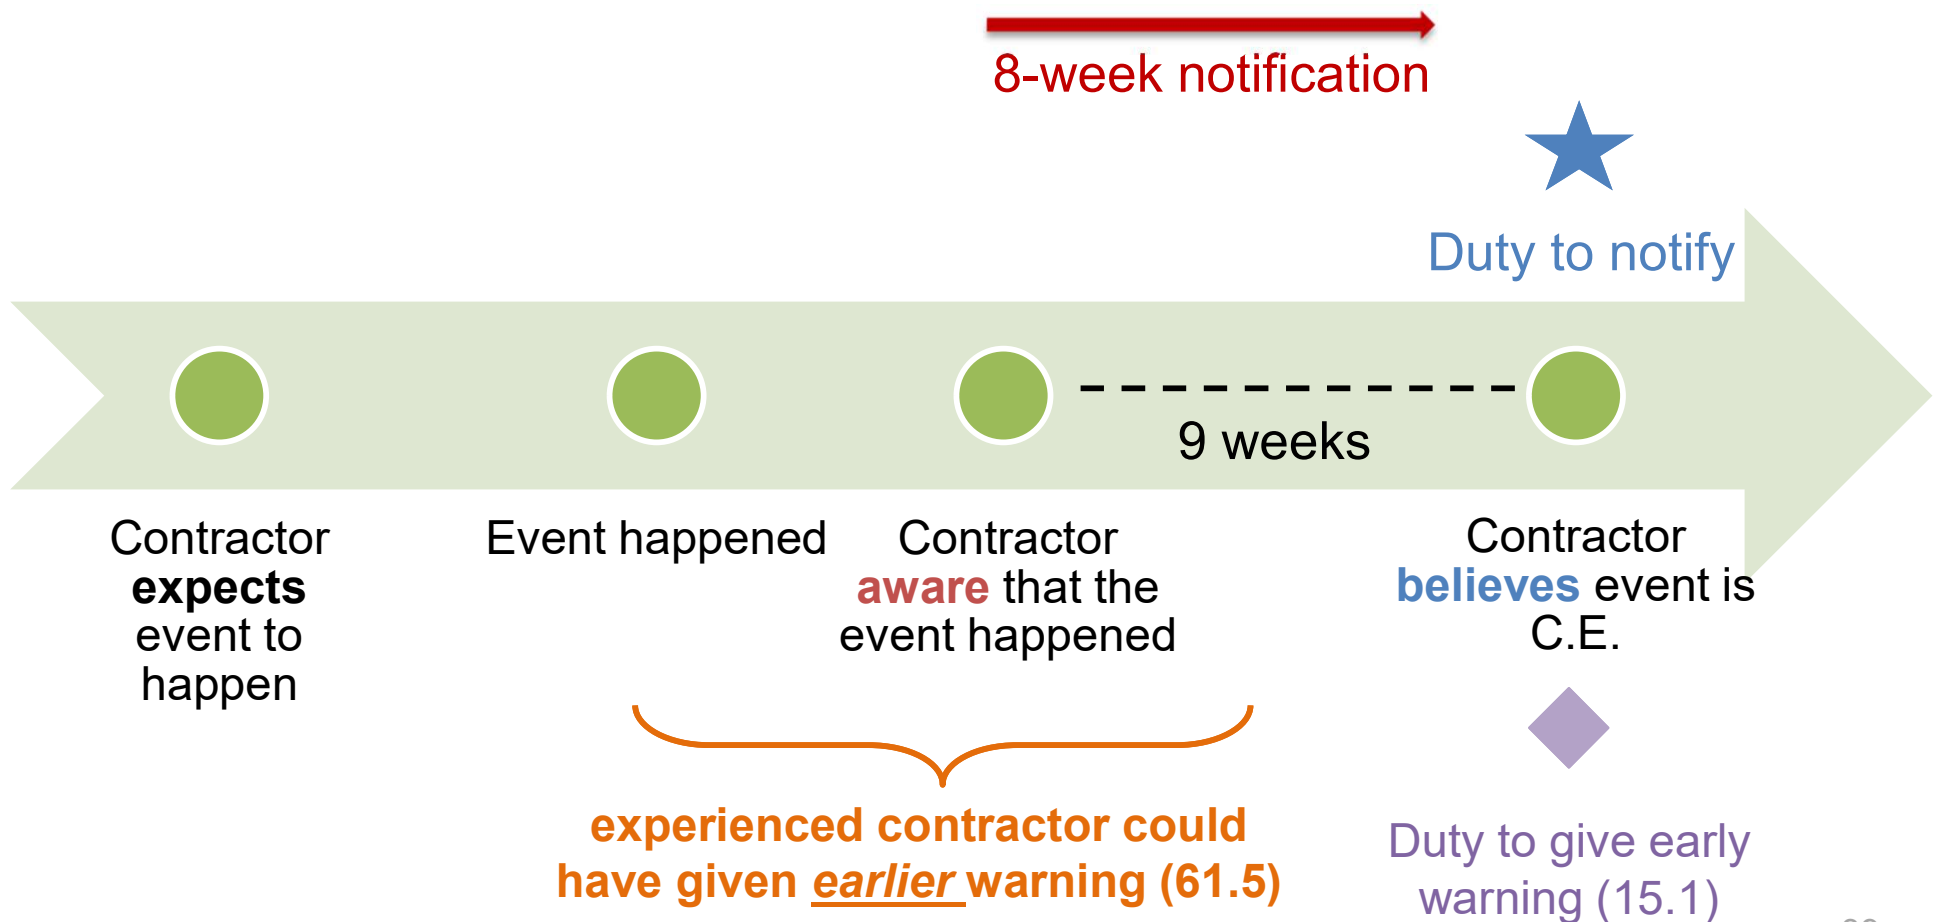 8-week notification
Duty to notify
9 weeks
Contractor
expects
event to
happen
Event happened
Contractor
aware that the
event happened
Contractor
believes event is
C.E.
experienced contractor could
have given earlier warning (61.5)
Duty to give early
warning (15.1)